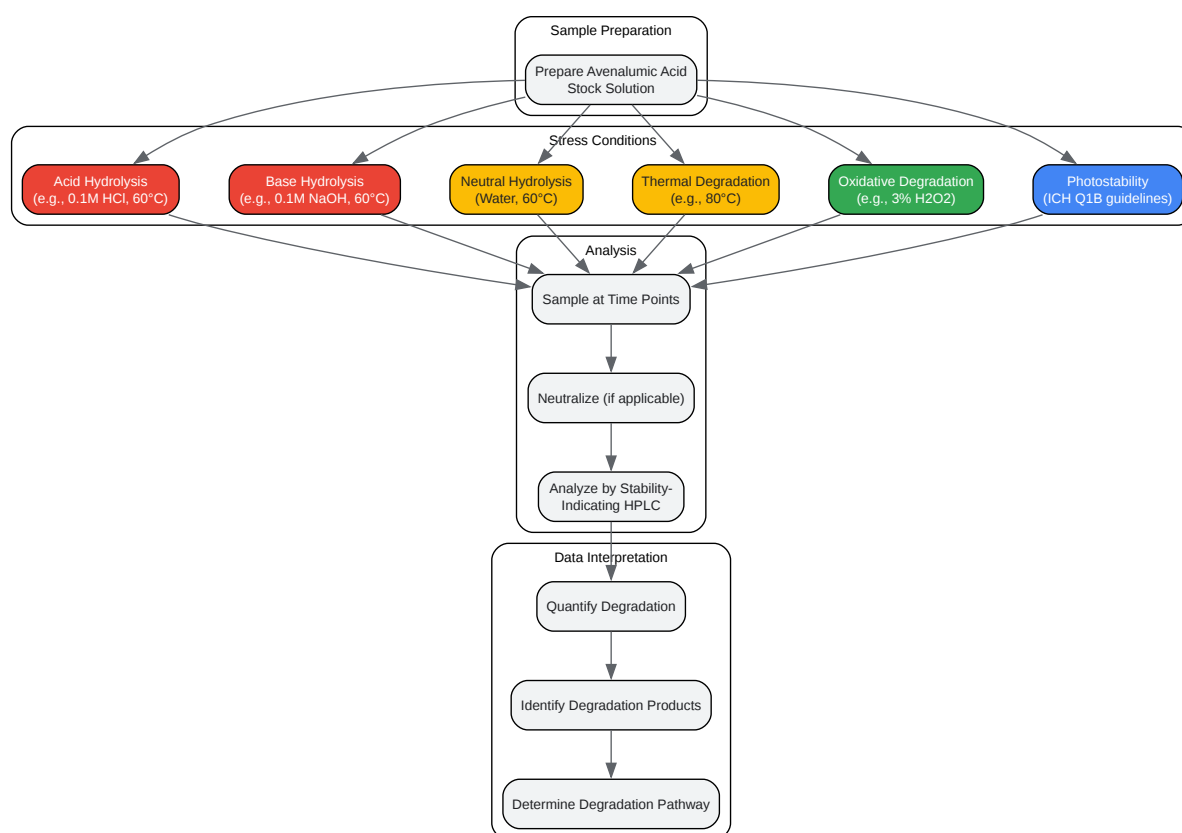 Sample Preparation
Prepare Avenalumic Acid
Stock Solution
Stress Conditions
Acid Hydrolysis
(e.g., 0.1M HCl, 60°C)
Base Hydrolysis
(e.g., 0.1M NaOH, 60°C)
Neutral Hydrolysis
(Water, 60°C)
Thermal Degradation
(e.g., 80°C)
Oxidative Degradation
(e.g., 3% H2O2)
Photostability
(ICH Q1B guidelines)
Analysis
Sample at Time Points
Neutralize (if applicable)
Analyze by Stability-
Indicating HPLC
Data Interpretation
Quantify Degradation
Identify Degradation Products
Determine Degradation Pathway